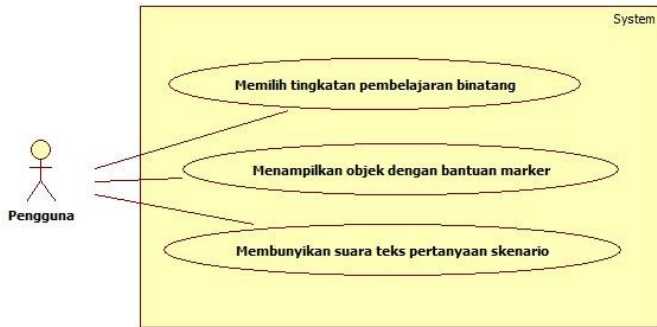 System
Memilih tingkatan pembelajaran binatang
Menampilkan objek dengan bantuan marker
Pengguna
Membunyikan suara teks pertanyaan skenario